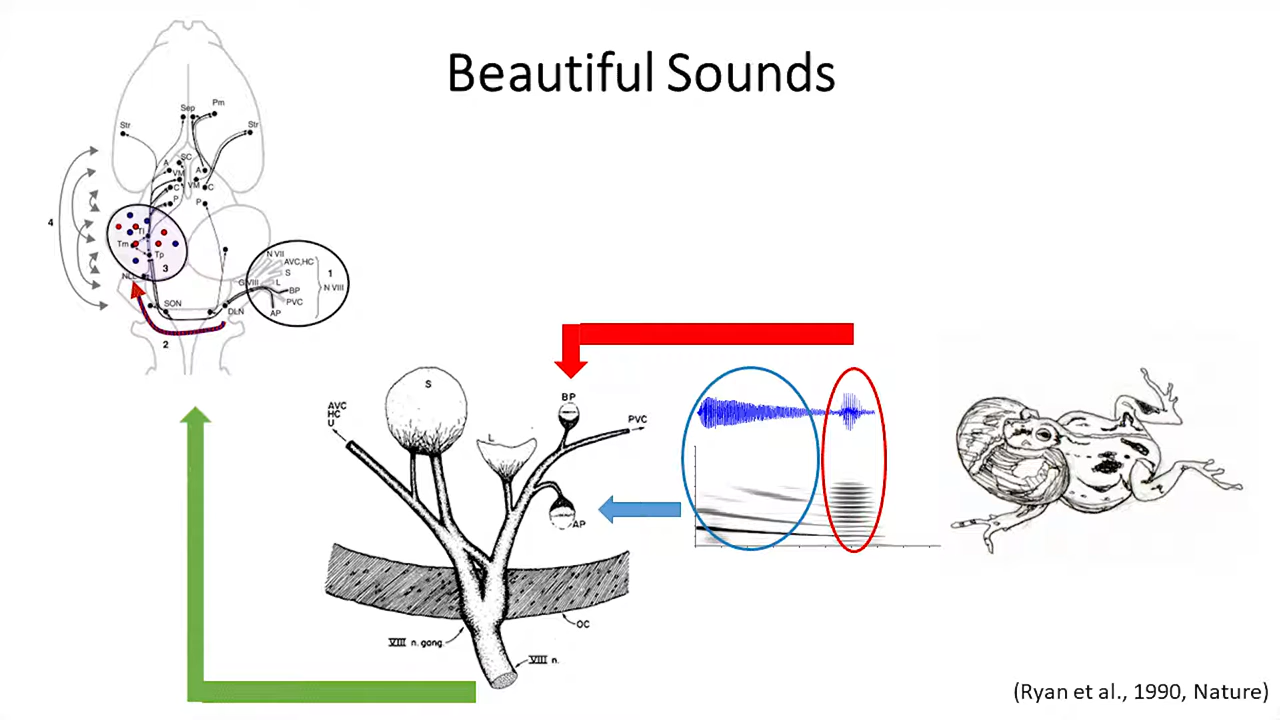 Beautiful Sounds
Sep
Pm
Str
Str
A
SC
A
VM
VM
C
C
P
P
4
Tl
Tm
Tp
3
NLL
N VII
AVC,HC
S
G VIII
L
BP
PVC
AP
1
N VIII
SON
DLN
2
S
AVC
HC
U
L
BP
PVC
AP
OC
VIII n. gang.
VIII n.
(Ryan et al., 1990, Nature)